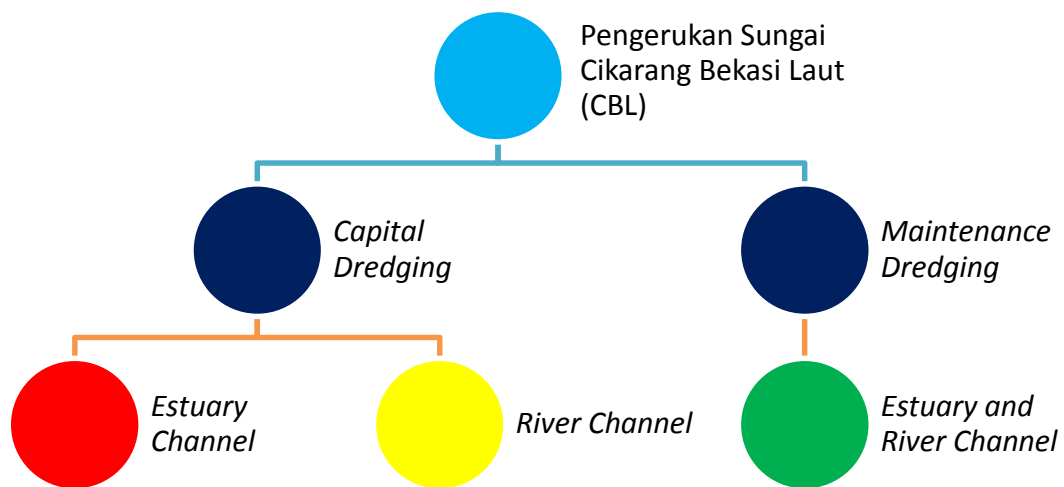 Pengerukan Sungai
Cikarang Bekasi Laut
(CBL)
Capital
Dredging
Maintenance
Dredging
Estuary
Channel
River Channel
Estuary and
River Channel